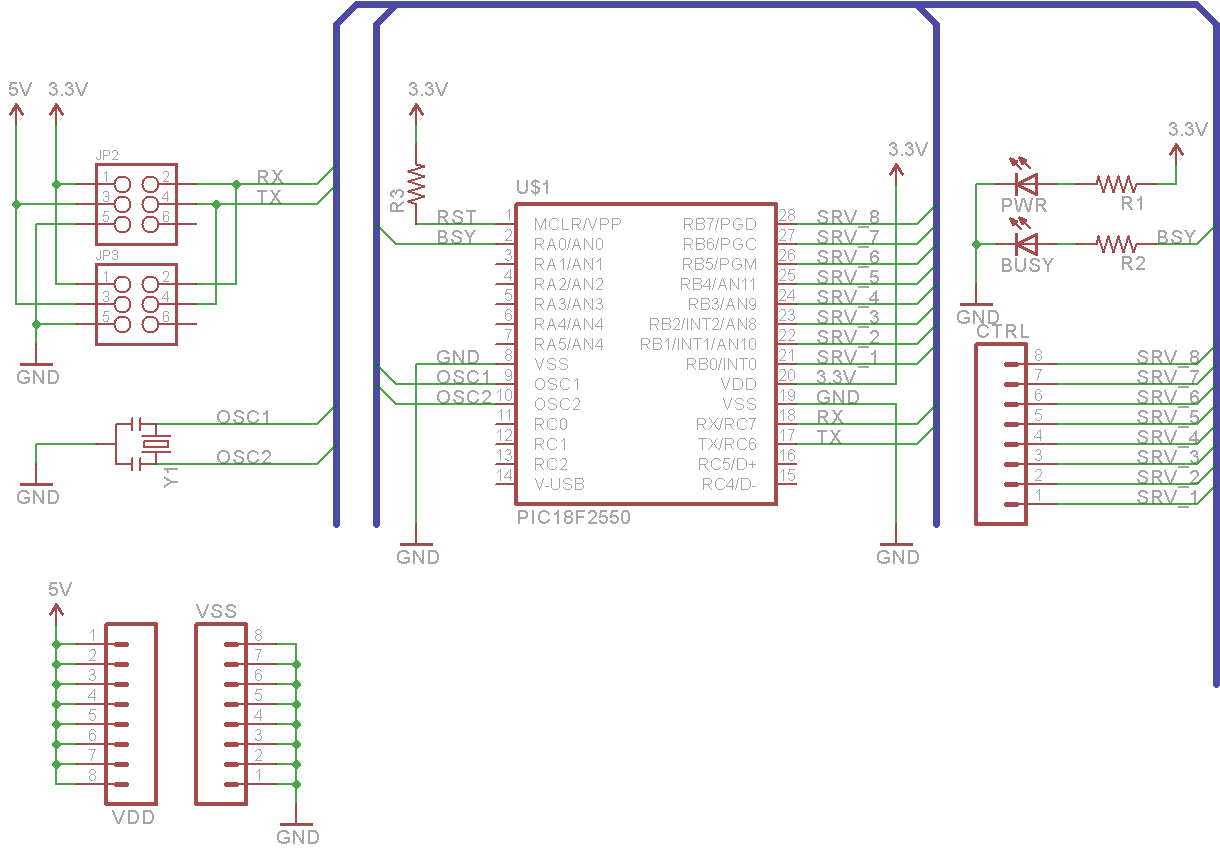 5V 3.3V
JP2
1 2 RX
3 4 TX
5 6
JP3
1 2
3 4
5 6
GND
OSC1
OSC2
Y1
GND
3.3V
R3
U$1
RST 1 MCLR/VPP RB7/PGD 28 SRV_8
BSY 2 RA0/AN0 RB6/PGC 27 SRV_7
3 RA1/AN1 RB5/PGM 26 SRV_6
4 RA2/AN2 RB4/AN11 25 SRV_5
5 RA3/AN3 RB3/AN9 24 SRV_4
6 RA4/AN4 RB2/INT2/AN8 23 SRV_3
7 RA5/AN4 RB1/INT1/AN10 22 SRV_2
GND 8 VSS RB0/INT0 21 SRV_1
OSC1 9 OSC1 VDD 20 3.3V
OSC2 10 OSC2 VSS 19 GND
11 RC0 RX/RC7 18 RX
12 RC1 TX/RC6 17 TX
13 RC2 RC5/D+ 16
14 V-USB RC4/D- 15
PIC18F2550
GND
3.3V
GND
3.3V
PWR R1
BUSY R2 BSY
GND
CTRL
8 SRV_8
7 SRV_7
6 SRV_6
5 SRV_5
4 SRV_4
3 SRV_3
2 SRV_2
1 SRV_1
5V
1
2
3
4
5
6
7
8
VDD
VSS
8
7
6
5
4
3
2
1
GND